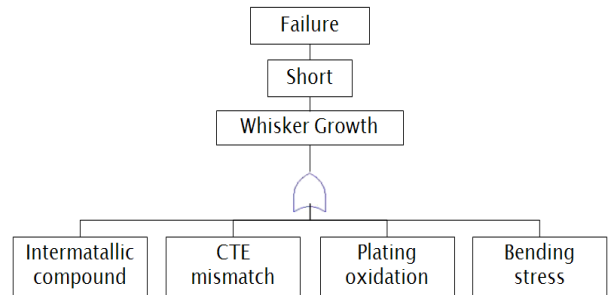 Failure
Short
Whisker Growth
Intermatallic
compound
CTE
mismatch
Plating
oxidation
Bending
stress